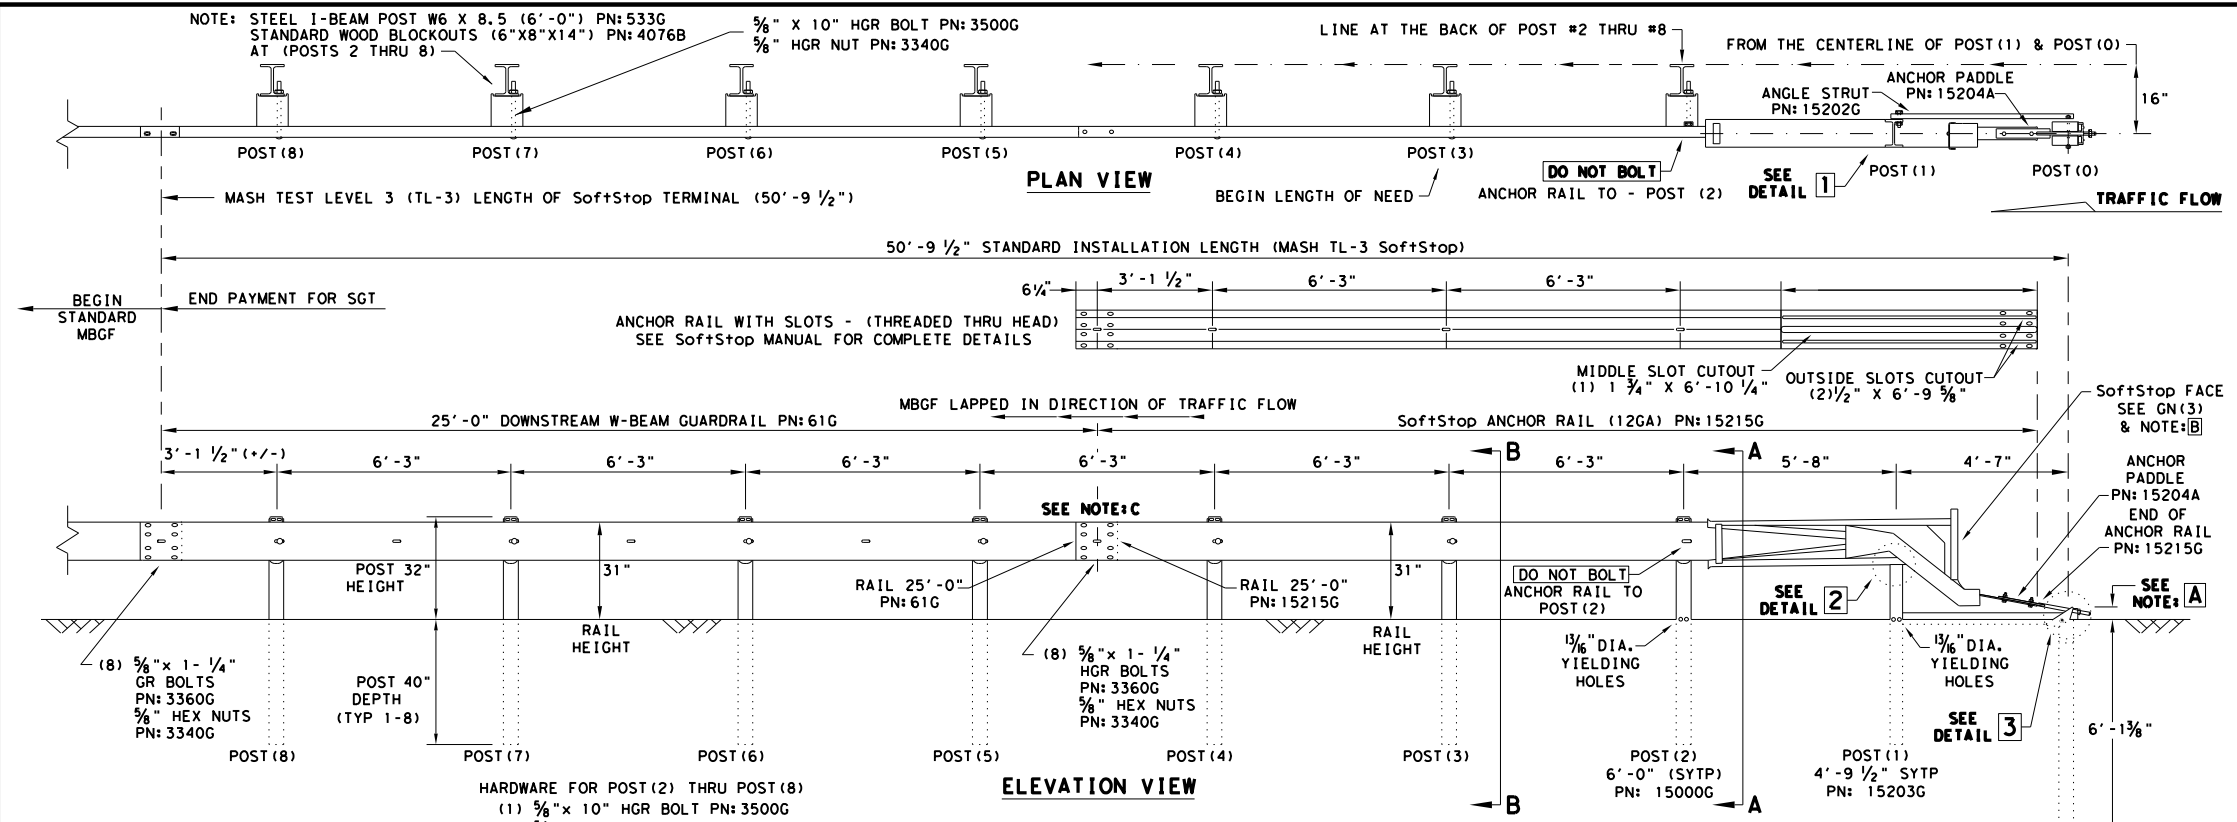 NOTE: STEEL I-BEAM POST W6 X 8.5 (6'-0") PN:533G
STANDARD WOOD BLOCKOUTS (6"X8"X14") PN:4076B
AT (POSTS 2 THRU 8)
⅝" X 10" HGR BOLT PN:3500G
⅝" HGR NUT PN:3340G
LINE AT THE BACK OF POST #2 THRU #8
FROM THE CENTERLINE OF POST(1) & POST(0)
ANCHOR PADDLE
PN:15204A
ANGLE STRUT
PN:15202G
16"
POST(8)
POST(7)
POST(6)
POST(5)
POST(4)
POST(3)
POST(1)
POST(0)
PLAN VIEW
DO NOT BOLT
ANCHOR RAIL TO - POST (2)
SEE
DETAIL 1
BEGIN LENGTH OF NEED
MASH TEST LEVEL 3 (TL-3) LENGTH OF SoftStop TERMINAL (50'-9 ½")
TRAFFIC FLOW
50'-9 ½" STANDARD INSTALLATION LENGTH (MASH TL-3 SoftStop)
BEGIN
STANDARD
MBGF
END PAYMENT FOR SGT
6¼"
3'-1 ½"
6'-3"
6'-3"
ANCHOR RAIL WITH SLOTS - (THREADED THRU HEAD)
SEE SoftStop MANUAL FOR COMPLETE DETAILS
MIDDLE SLOT CUTOUT
(1) 1 ¾" X 6'-10 ¼"
OUTSIDE SLOTS CUTOUT
(2)½" X 6'-9 ⅝"
MBGF LAPPED IN DIRECTION OF TRAFFIC FLOW
SoftStop FACE
SEE GN(3)
& NOTE:B
25'-0" DOWNSTREAM W-BEAM GUARDRAIL PN:61G
SoftStop ANCHOR RAIL (12GA) PN:15215G
3'-1 ½"(+/-)
6'-3"
6'-3"
6'-3"
6'-3"
6'-3"
6'-3"
5'-8"
4'-7"
B
A
ANCHOR
PADDLE
PN:15204A
END OF
ANCHOR RAIL
PN:15215G
SEE NOTE:C
POST 32"
HEIGHT
31"
RAIL
HEIGHT
RAIL 25'-0"
PN:61G
RAIL 25'-0"
PN:15215G
31"
RAIL
HEIGHT
DO NOT BOLT
ANCHOR RAIL TO
POST(2)
SEE
DETAIL 2
SEE
NOTE: A
(8) ⅝"x 1-¼"
GR BOLTS
PN:3360G
⅝" HEX NUTS
PN:3340G
POST 40"
DEPTH
(TYP 1-8)
(8) ⅝"x 1-¼"
HGR BOLTS
PN:3360G
⅝" HEX NUTS
PN:3340G
13/16" DIA.
YIELDING
HOLES
13/16" DIA.
YIELDING
HOLES
SEE
DETAIL 3
6'-1⅜"
POST(8)
POST(7)
POST(6)
POST(5)
POST(4)
POST(3)
POST(2)
6'-0" (SYTP)
PN: 15000G
POST(1)
4'-9 ½" SYTP
PN: 15203G
HARDWARE FOR POST(2) THRU POST(8)
(1) ⅝"x 10" HGR BOLT PN:3500G
ELEVATION VIEW
B
A